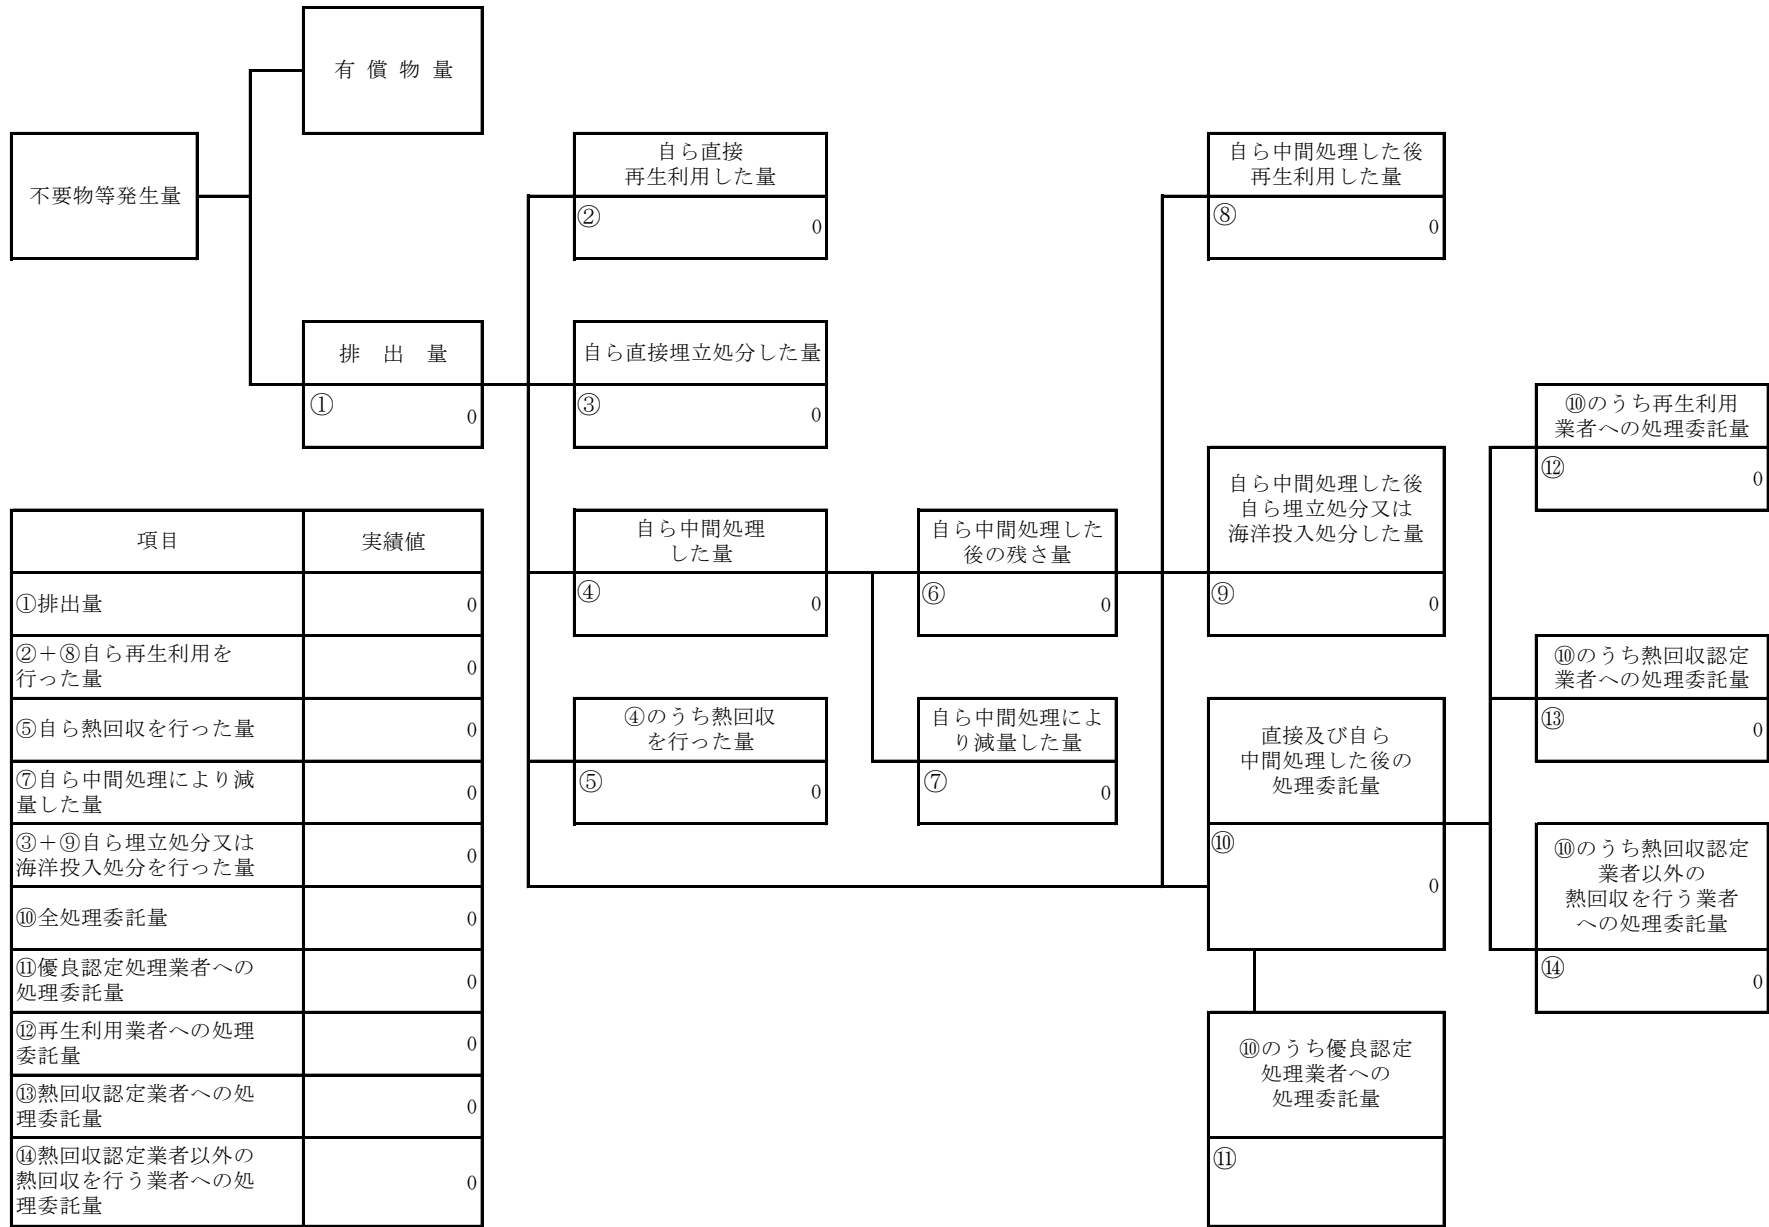 有償物量
不要物等発生量
排出量
①
0
自ら直接
再生利用した量
②
0
自ら直接埋立処分した量
③
0
自ら中間処理
した量
④
0
④のうち熱回収
を行った量
⑤
0
自ら中間処理した
後の残さ量
⑥
0
自ら中間処理によ
り減量した量
⑦
0
自ら中間処理した後
再生利用した量
⑧
0
自ら中間処理した後
自ら埋立処分又は
海洋投入処分した量
⑨
0
直接及び自ら
中間処理した後の
処理委託量
⑩
0
⑩のうち優良認定
処理業者への
処理委託量
⑪
⑩のうち再生利用
業者への処理委託量
⑫
0
⑩のうち熱回収認定
業者への処理委託量
⑬
0
⑩のうち熱回収認定
業者以外の
熱回収を行う業者
への処理委託量
⑭
0
項目 実績値
①排出量 0
②＋⑧自ら再生利用を
行った量 0
⑤自ら熱回収を行った量 0
⑦自ら中間処理により減
量した量 0
③＋⑨自ら埋立処分又は
海洋投入処分を行った量 0
⑩全処理委託量 0
⑪優良認定処理業者への
処理委託量 0
⑫再生利用業者への処理
委託量 0
⑬熱回収認定業者への処
理委託量 0
⑭熱回収認定業者以外の
熱回収を行う業者への処 0
理委託量